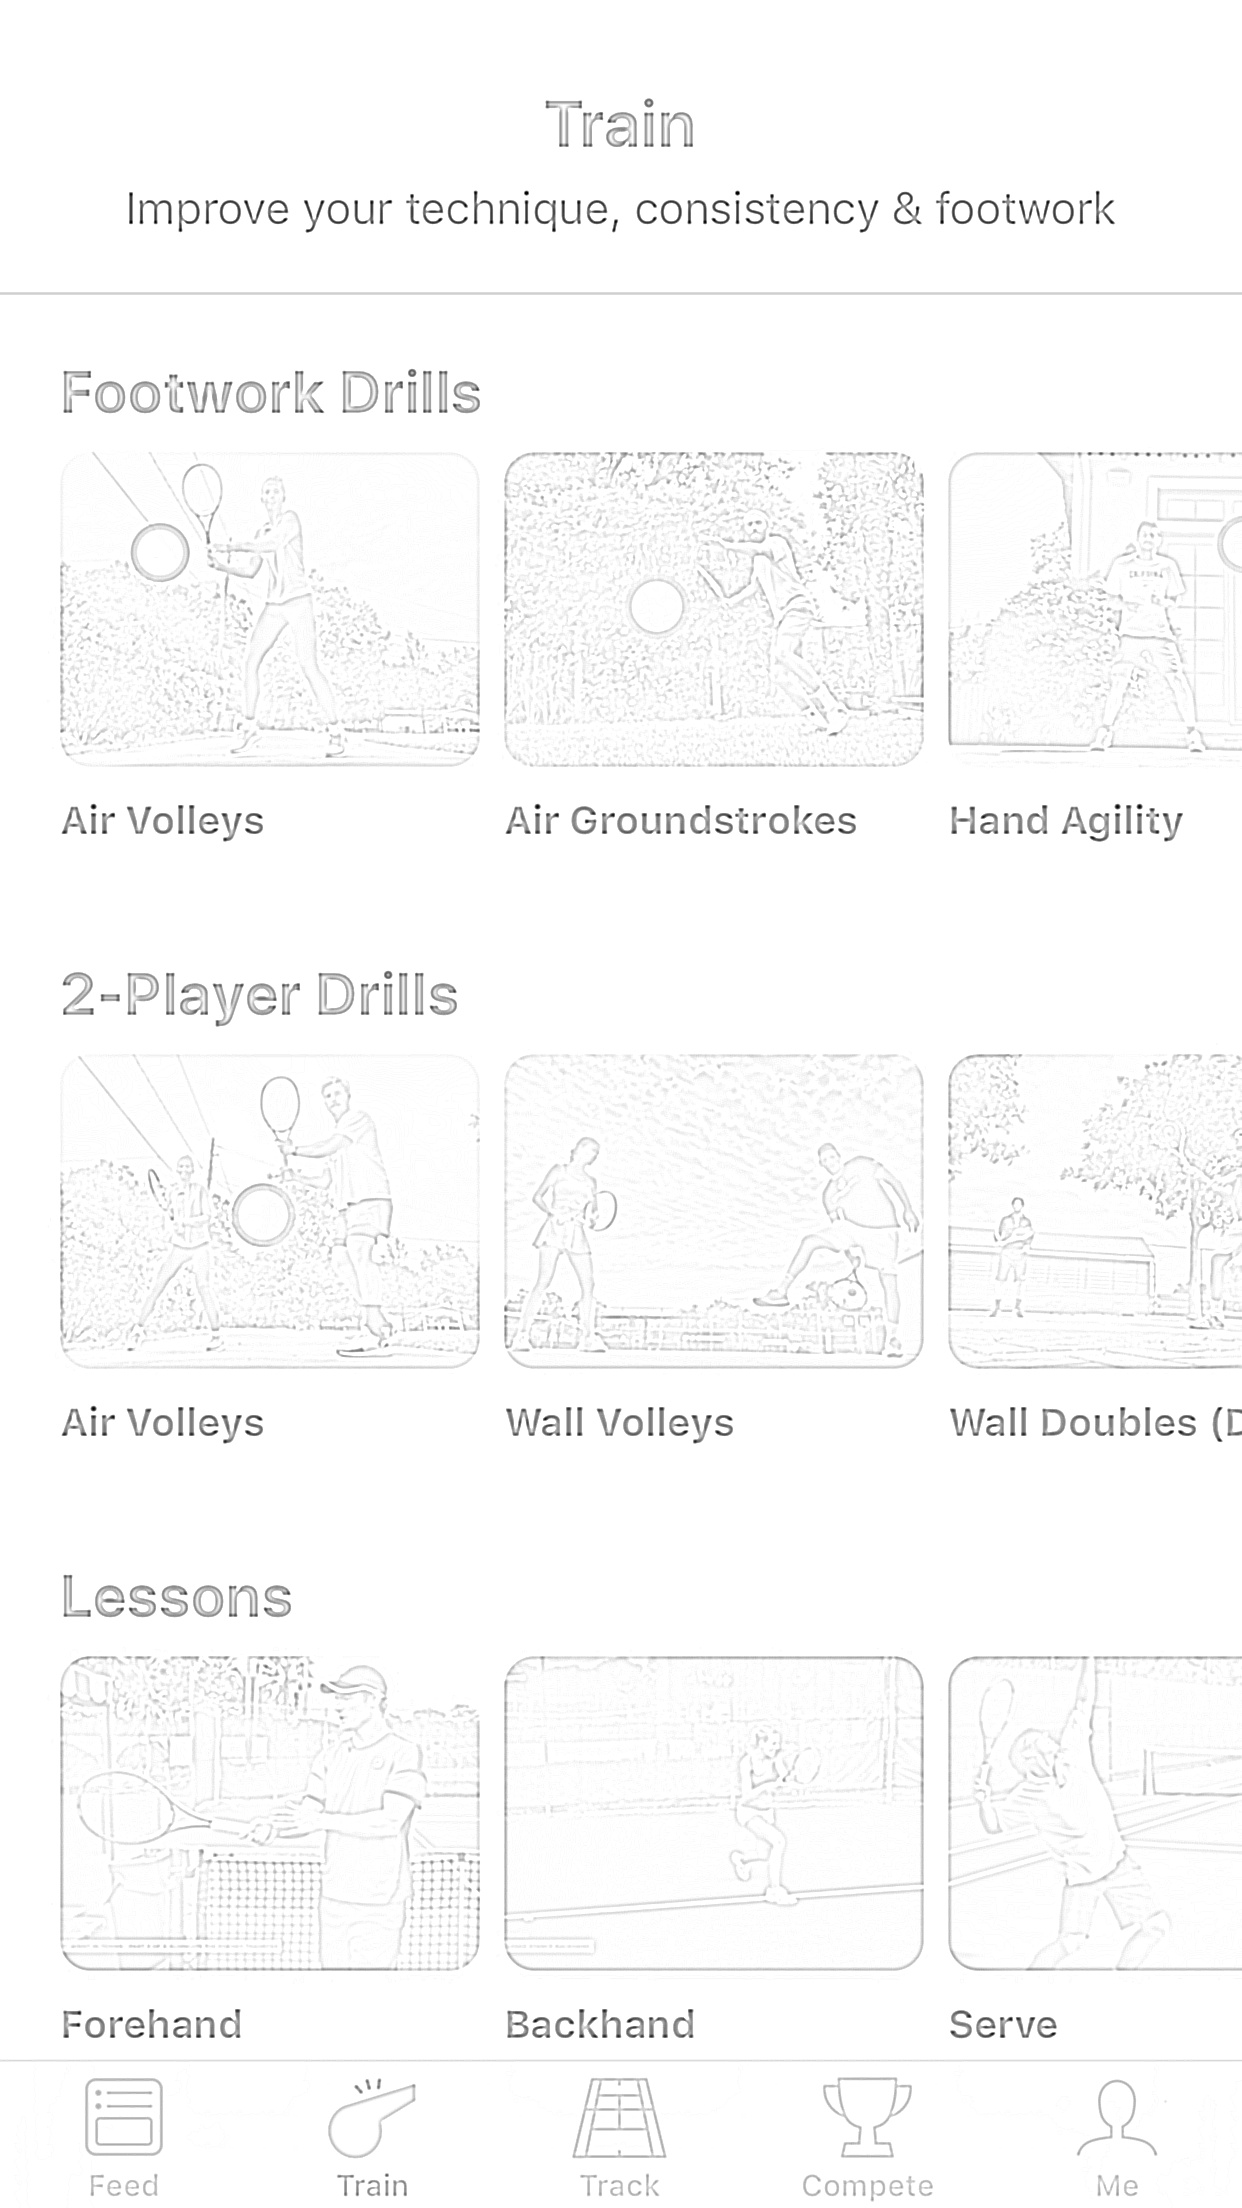 Train
Improve your technique, consistency & footwork
Footwork Drills
Air Volleys
Air Groundstrokes
Hand Agility
2-Player Drills
Air Volleys
Wall Volleys
Wall Doubles (D
Lessons
Forehand
Backhand
Serve
Feed
Train
Track
Compete
Me